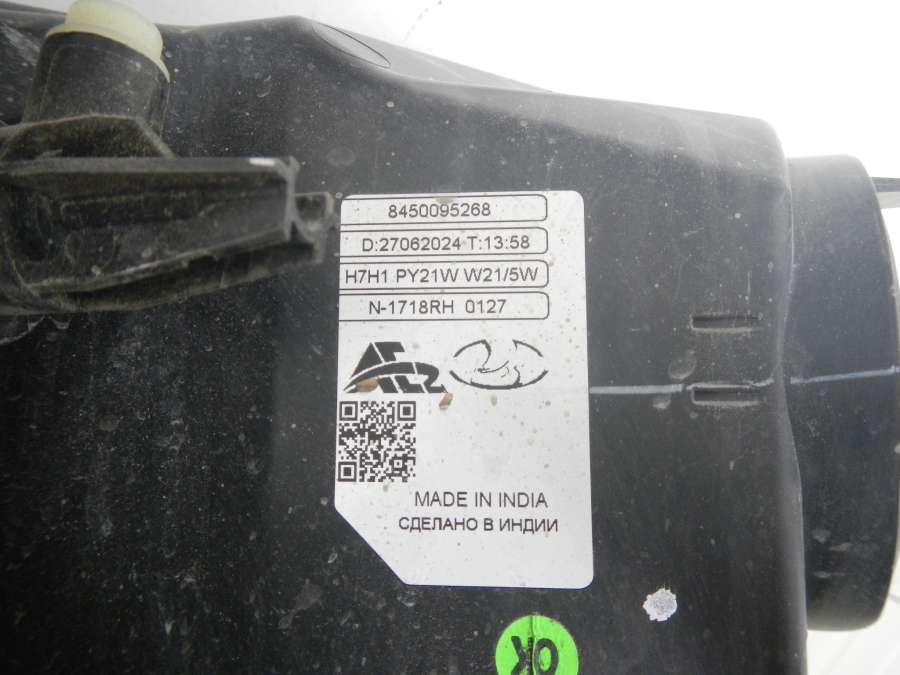 8450095268
D:27062024 T:13:58
H7H1 PY21W W21/5W
N-1718RH 0127
MADE IN INDIA
СДЕЛАНО В ИНДИИ
OK